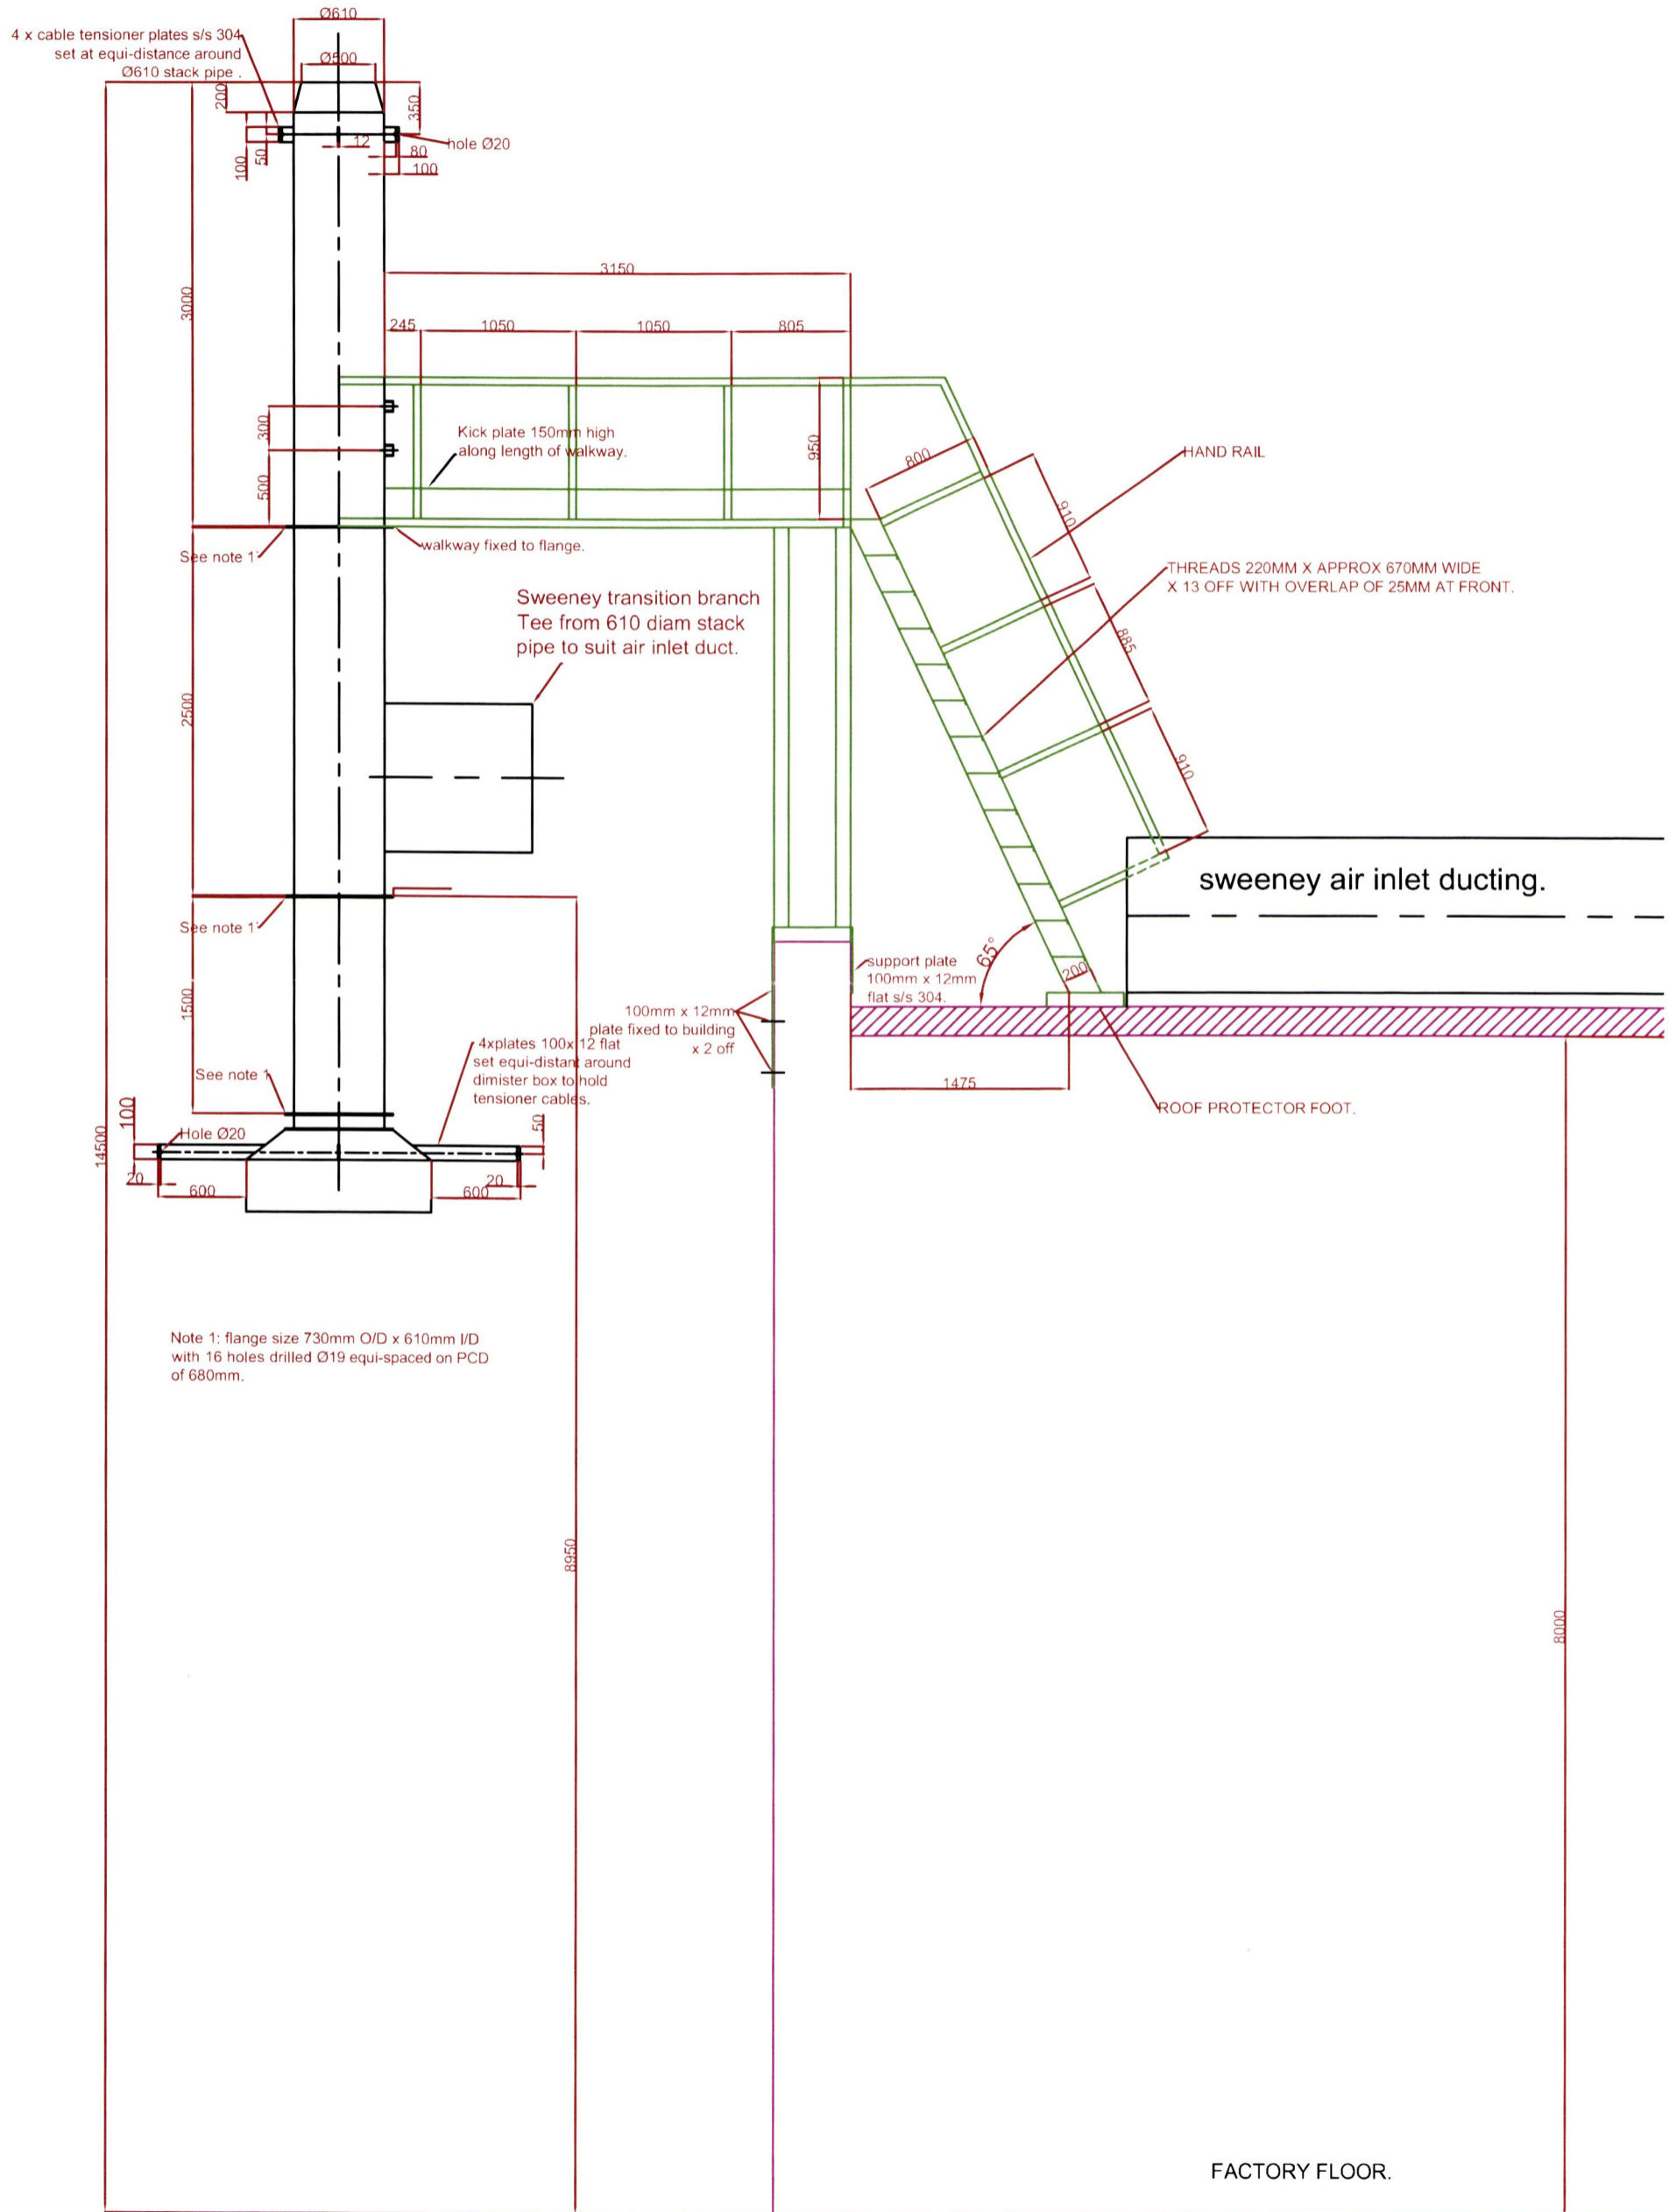 Ø610
4 x cable tensioner plates s/s 304
set at equi-distance around
Ø610 stack pipe .
Ø500
200
350
12
hole Ø20
80
100
50
100
3150
3000
245
1050
1050
805
300
500
Kick plate 150mm high
along length of walkway.
950
800
HAND RAIL
910
See note 1
walkway fixed to flange.
THREADS 220MM X APPROX 670MM WIDE
X 13 OFF WITH OVERLAP OF 25MM AT FRONT.
Sweeney transition branch
Tee from 610 diam stack
pipe to suit air inlet duct.
885
2500
910
sweeney air inlet ducting.
See note 1
65°
support plate
100mm x 12mm
flat s/s 304.
200
1500
100mm x 12mm
plate fixed to building
x 2 off
4xplates 100x 12 flat
set equi-distant around
dimister box to hold
tensioner cables.
See note 1
1475
ROOF PROTECTOR FOOT.
100
Hole Ø20
50
14500
20
600
20
600
Note 1: flange size 730mm O/D x 610mm I/D
with 16 holes drilled Ø19 equi-spaced on PCD
of 680mm.
8950
8000
FACTORY FLOOR.